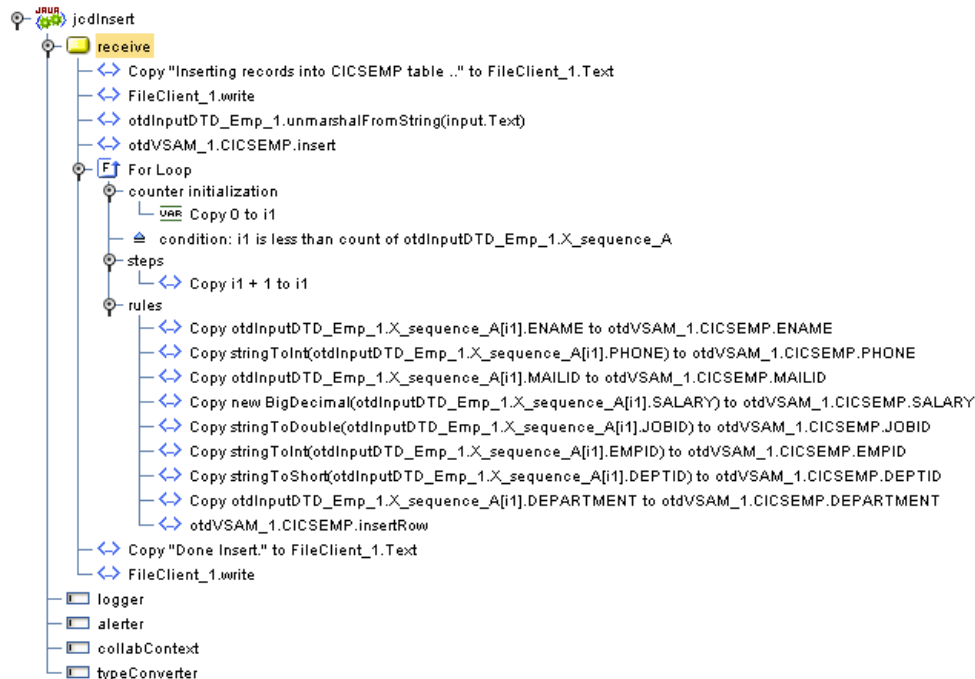 JAVA
jcdInsert
receive
Copy "Inserting records into CICSEMP table .." to FileClient_1.Text
FileClient_1.write
otdInputDTD_Emp_1.unmarshalFromString(input.Text)
otdVSAM_1.CICSEMP.insert
F For Loop
counter initialization
VAR Copy 0 to i1
condition: i1 is less than count of otdInputDTD_Emp_1.X_sequence_A
steps
Copy i1 + 1 to i1
rules
Copy otdInputDTD_Emp_1.X_sequence_A[i1].ENAME to otdVSAM_1.CICSEMP.ENAME
Copy stringToInt(otdInputDTD_Emp_1.X_sequence_A[i1].PHONE) to otdVSAM_1.CICSEMP.PHONE
Copy otdInputDTD_Emp_1.X_sequence_A[i1].MAILID to otdVSAM_1.CICSEMP.MAILID
Copy new BigDecimal(otdInputDTD_Emp_1.X_sequence_A[i1].SALARY) to otdVSAM_1.CICSEMP.SALARY
Copy stringToDouble(otdInputDTD_Emp_1.X_sequence_A[i1].JOBID) to otdVSAM_1.CICSEMP.JOBID
Copy stringToInt(otdInputDTD_Emp_1.X_sequence_A[i1].EMPID) to otdVSAM_1.CICSEMP.EMPID
Copy stringToShort(otdInputDTD_Emp_1.X_sequence_A[i1].DEPTID) to otdVSAM_1.CICSEMP.DEPTID
Copy otdInputDTD_Emp_1.X_sequence_A[i1].DEPARTMENT to otdVSAM_1.CICSEMP.DEPARTMENT
otdVSAM_1.CICSEMP.insertRow
Copy "Done Insert." to FileClient_1.Text
FileClient_1.write
logger
alerter
collabContext
typeConverter